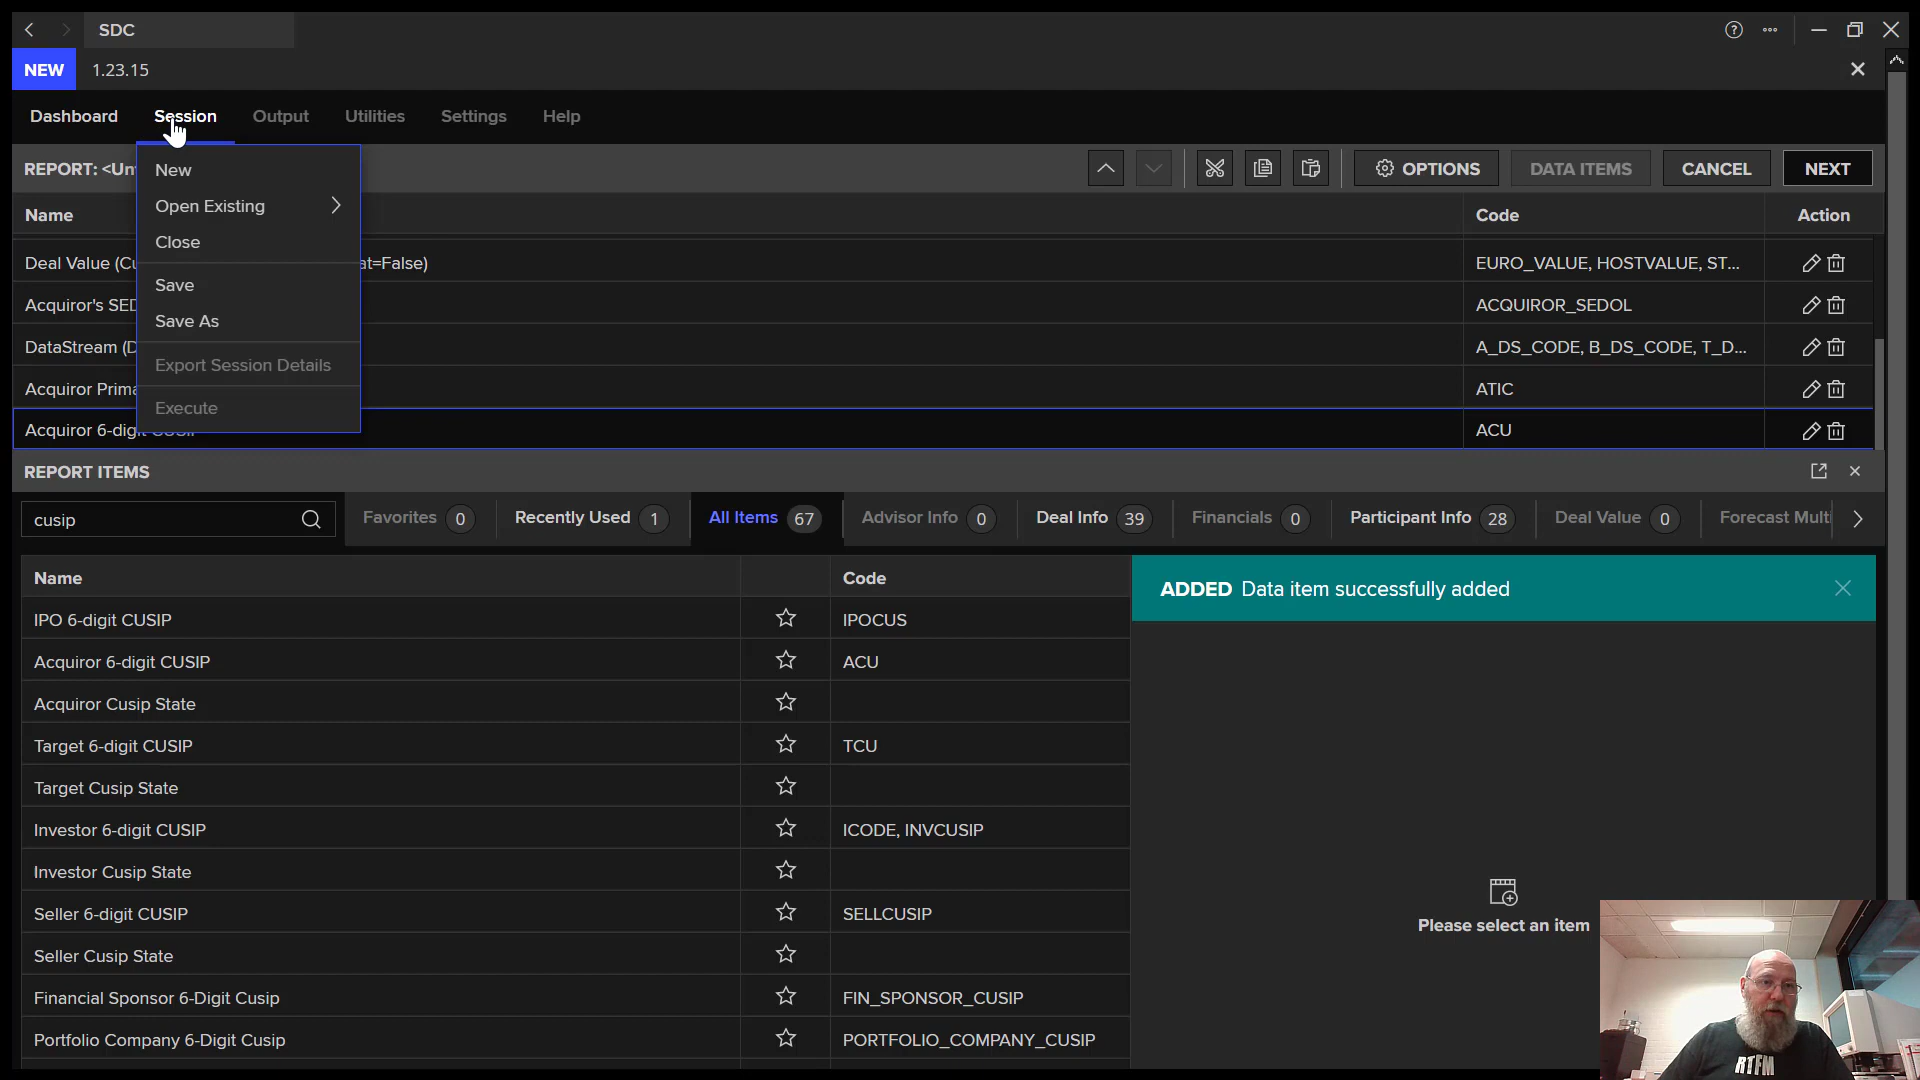 SDC
NEW 1.23.15
Dashboard Session Output Utilities Settings Help
REPORT: <Un OPTIONS DATA ITEMS CANCEL NEXT
New
Open Existing
Close
Save
Save As
Export Session Details
Execute
Name Code Action
Deal Value (Cu at=False) EURO_VALUE, HOSTVALUE, ST...
Acquiror's SED ACQUIROR_SEDOL
DataStream (D A_DS_CODE, B_DS_CODE, T_D...
Acquiror Prima ATIC
Acquiror 6-digit CUSIP ACU
REPORT ITEMS
cusip Favorites 0 Recently Used 1 All Items 67 Advisor Info 0 Deal Info 39 Financials 0 Participant Info 28 Deal Value 0 Forecast Multi
Name Code
IPO 6-digit CUSIP IPOCUS
Acquiror 6-digit CUSIP ACU
Acquiror Cusip State
Target 6-digit CUSIP TCU
Target Cusip State
Investor 6-digit CUSIP ICODE, INVCUSIP
Investor Cusip State
Seller 6-digit CUSIP SELLCUSIP
Seller Cusip State
Financial Sponsor 6-Digit Cusip FIN_SPONSOR_CUSIP
Portfolio Company 6-Digit Cusip PORTFOLIO_COMPANY_CUSIP
ADDED Data item successfully added
Please select an item
RTFM